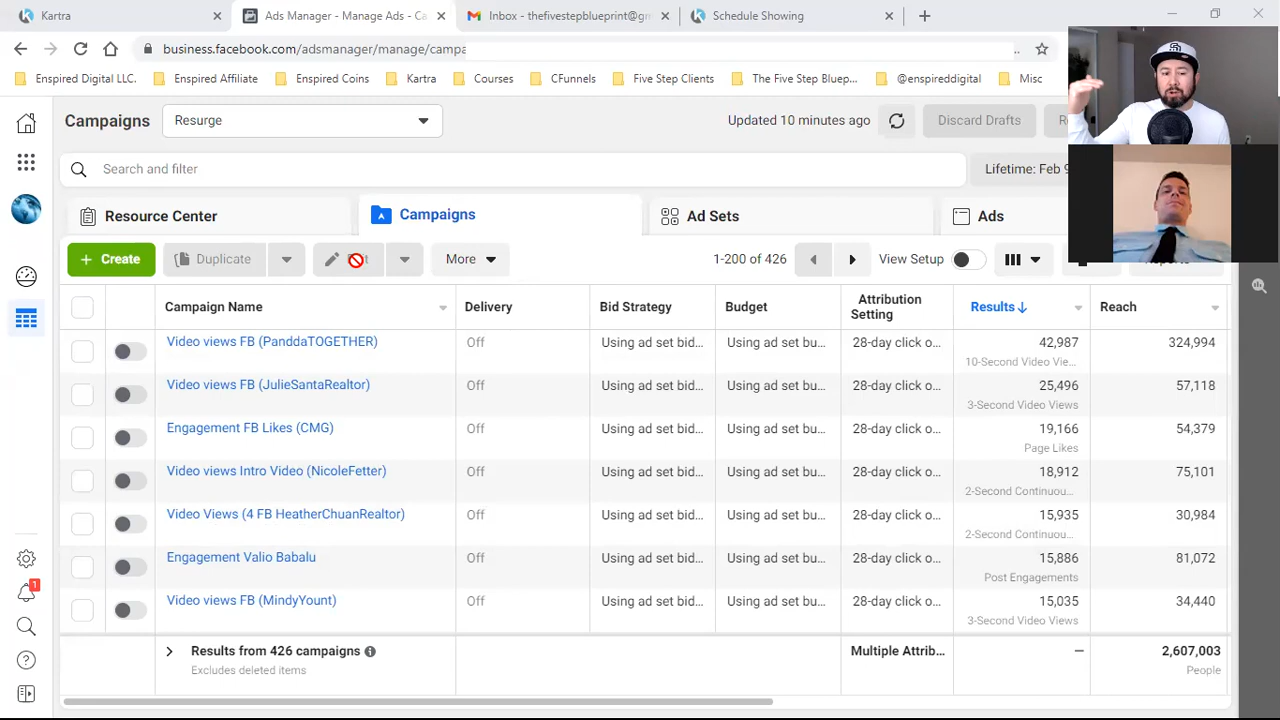 Kartra
Ads Manager - Manage Ads - Ca
Inbox - thefivestepblueprint@gm
Schedule Showing
business.facebook.com/adsmanager/manage/campa
Enspired Digital LLC.
Enspired Affiliate
Enspired Coins
Kartra
Courses
CFunnels
Five Step Clients
The Five Step Bluep...
@enspireddigital
Misc
Campaigns
Resurge
Updated 10 minutes ago
Discard Drafts
Search and filter
Lifetime: Feb 9
Resource Center
Campaigns
Ad Sets
Ads
+ Create
Duplicate
More
1-200 of 426
View Setup
Campaign Name
Delivery
Bid Strategy
Budget
Attribution
Setting
Results↓
Reach
Video views FB (PanddaTOGETHER)
Off
Using ad set bid...
Using ad set bu...
28-day click o...
42,987
324,994
10-Second Video Vie...
Video views FB (JulieSantaRealtor)
Off
Using ad set bid...
Using ad set bu...
28-day click o...
25,496
57,118
3-Second Video Views
Engagement FB Likes (CMG)
Off
Using ad set bid...
Using ad set bu...
28-day click o...
19,166
54,379
Page Likes
Video views Intro Video (NicoleFetter)
Off
Using ad set bid...
Using ad set bu...
28-day click o...
18,912
75,101
2-Second Continuou...
Video Views (4 FB HeatherChuanRealtor)
Off
Using ad set bid...
Using ad set bu...
28-day click o...
15,935
30,984
2-Second Continuou...
Engagement Valio Babalu
Off
Using ad set bid...
Using ad set bu...
28-day click o...
15,886
81,072
Post Engagements
Video views FB (MindyYount)
Off
Using ad set bid...
Using ad set bu...
28-day click o...
15,035
34,440
3-Second Video Views
Results from 426 campaigns
Multiple Attrib...
—
2,607,003
Excludes deleted items
People
1